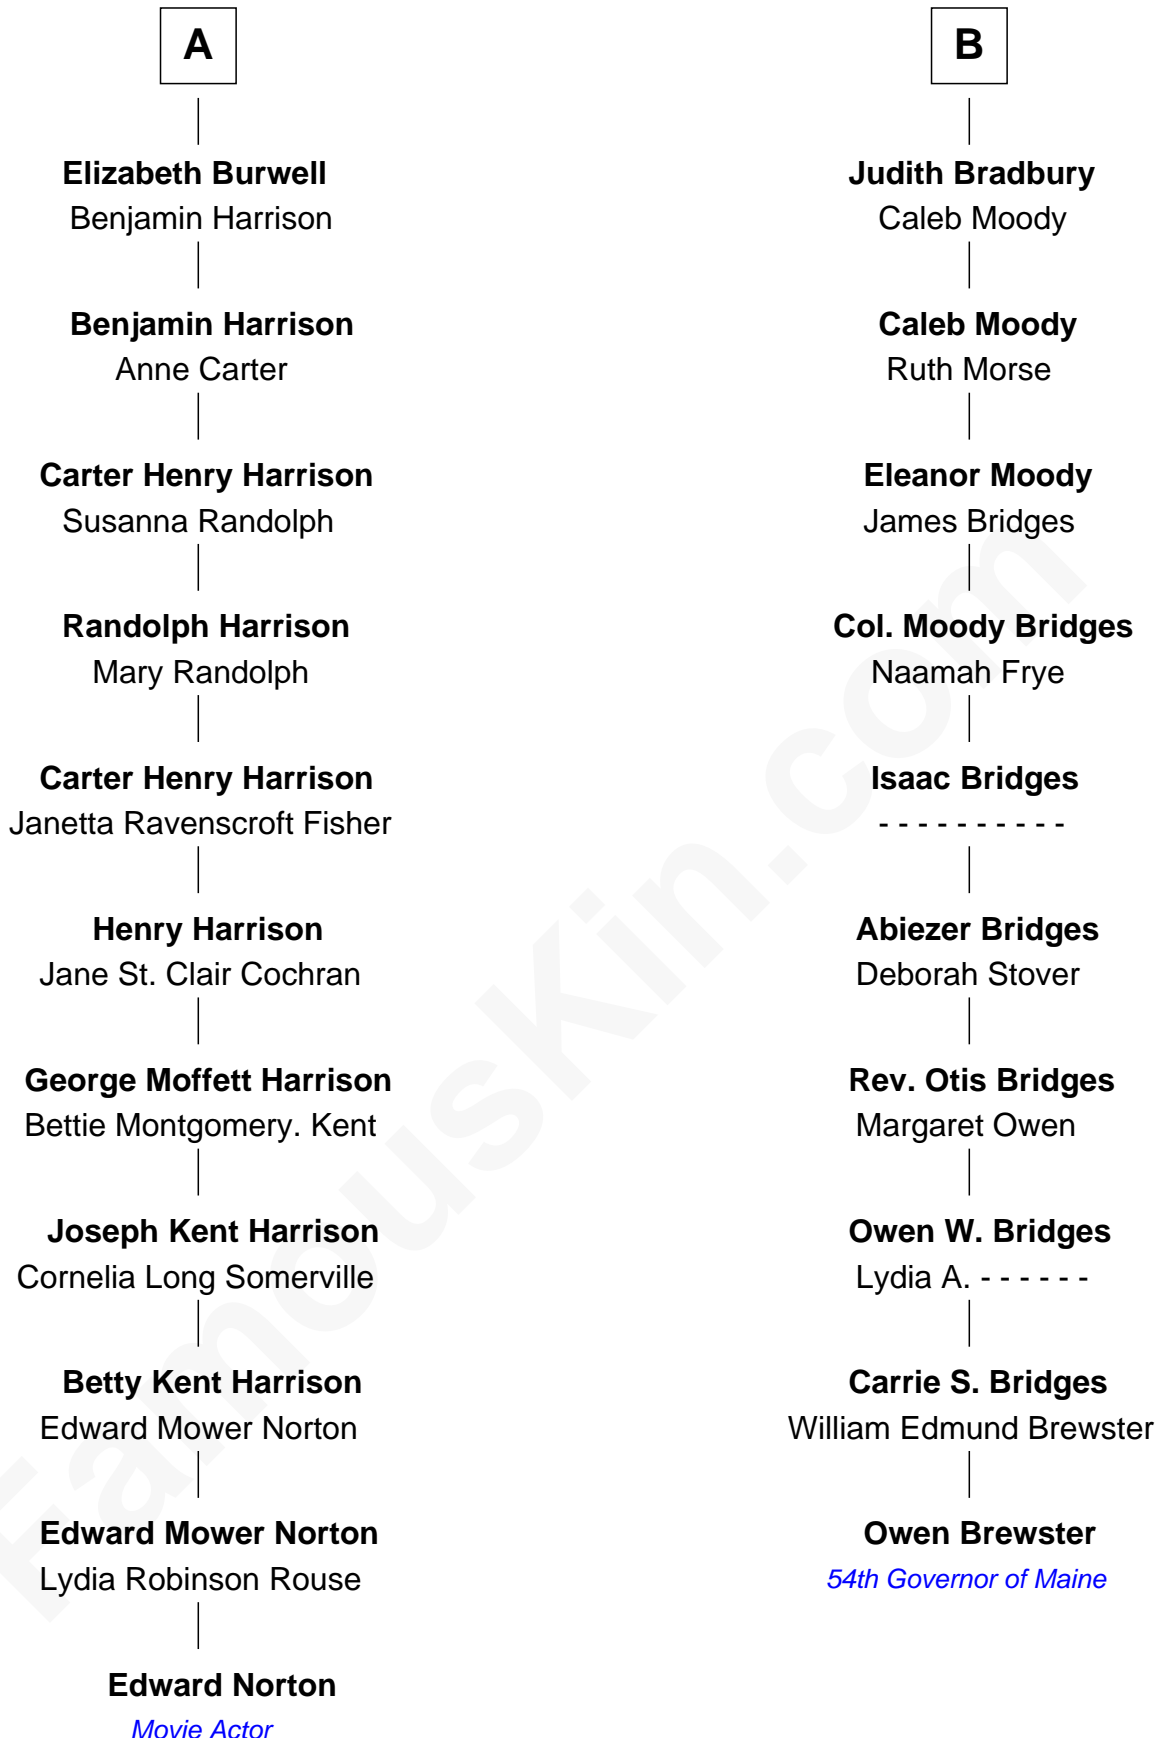 A
Elizabeth Burwell
Benjamin Harrison
Benjamin Harrison
Anne Carter
Carter Henry Harrison
Susanna Randolph
Randolph Harrison
Mary Randolph
Carter Henry Harrison
Janetta Ravenscroft Fisher
Henry Harrison
Jane St. Clair Cochran
George Moffett Harrison
Bettie Montgomery. Kent
Joseph Kent Harrison
Cornelia Long Somerville
Betty Kent Harrison
Edward Mower Norton
Edward Mower Norton
Lydia Robinson Rouse
Edward Norton
Movie Actor
B
Judith Bradbury
Caleb Moody
Caleb Moody
Ruth Morse
Eleanor Moody
James Bridges
Col. Moody Bridges
Naamah Frye
Isaac Bridges
- - - - - - - - - -
Abiezer Bridges
Deborah Stover
Rev. Otis Bridges
Margaret Owen
Owen W. Bridges
Lydia A. - - - - - -
Carrie S. Bridges
William Edmund Brewster
Owen Brewster
54th Governor of Maine
FamousKin.com